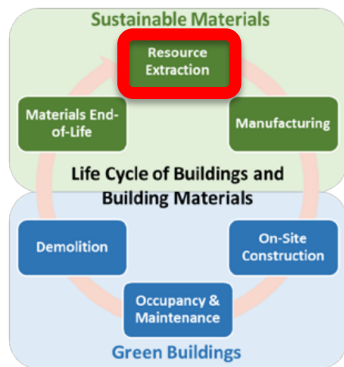 Sustainable Materials
Resource
Extraction
Materials End-
of-Life
Manufacturing
Life Cycle of Buildings and
Building Materials
Demolition
On-Site
Construction
Occupancy &
Maintenance
Green Buildings